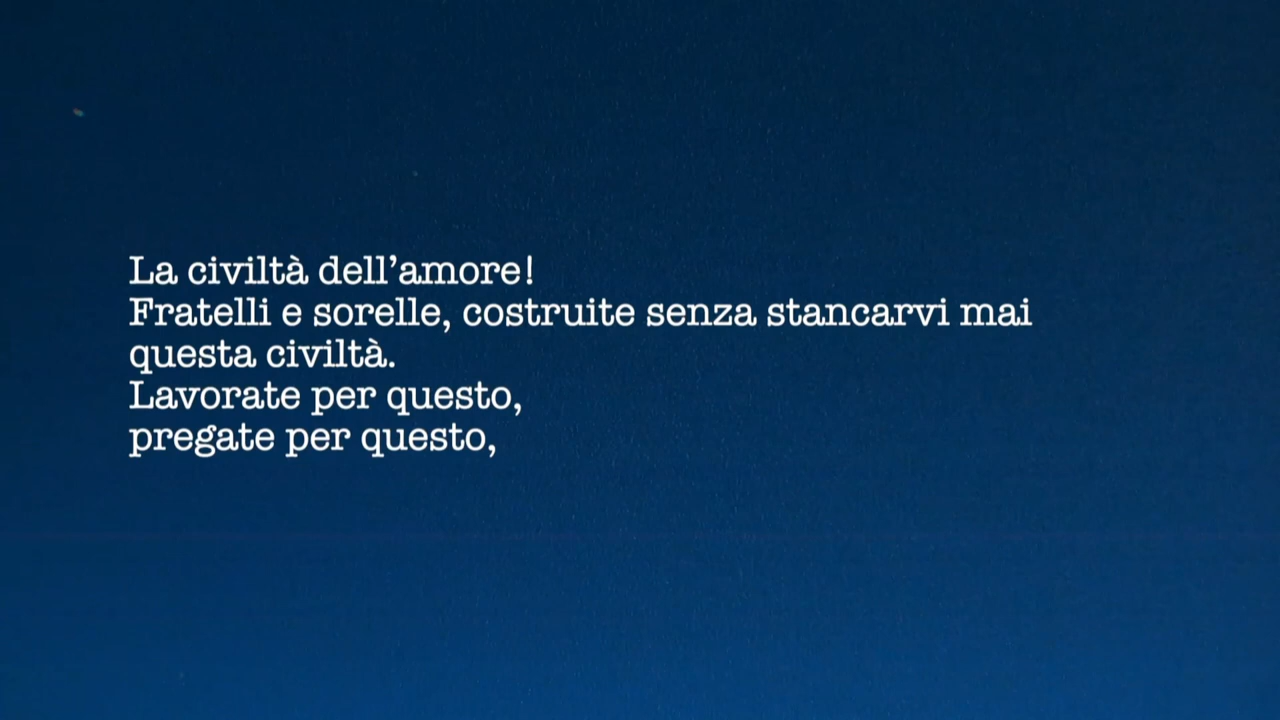 La civiltà dell’amore!
Fratelli e sorelle, costruite senza stancarvi mai
questa civiltà.
Lavorate per questo,
pregate per questo,